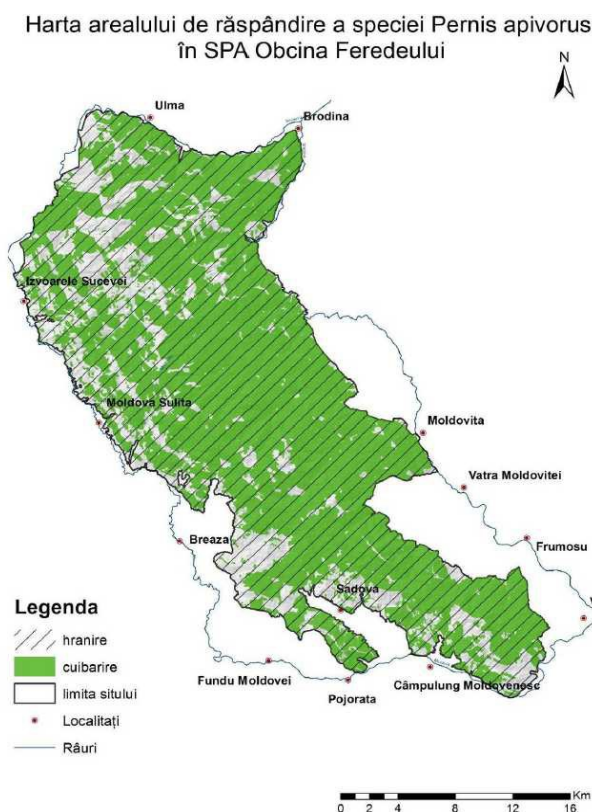 Harta arealului de răspândire a speciei Pernis apivorus
în SPA Obcina Feredeului
N
Ulma
Brodina
Izvoarele Sucevei
Moldova Sulita
Moldovita
Vatra Moldovitei
Breaza
Frumosu
Sadova
Fundu Moldovei
Pojorata
Câmpulung Moldovenesc
Legenda
hranire
cuibarire
limita sitului
Localitați
Râuri
Km
0 2 4 8 12 16